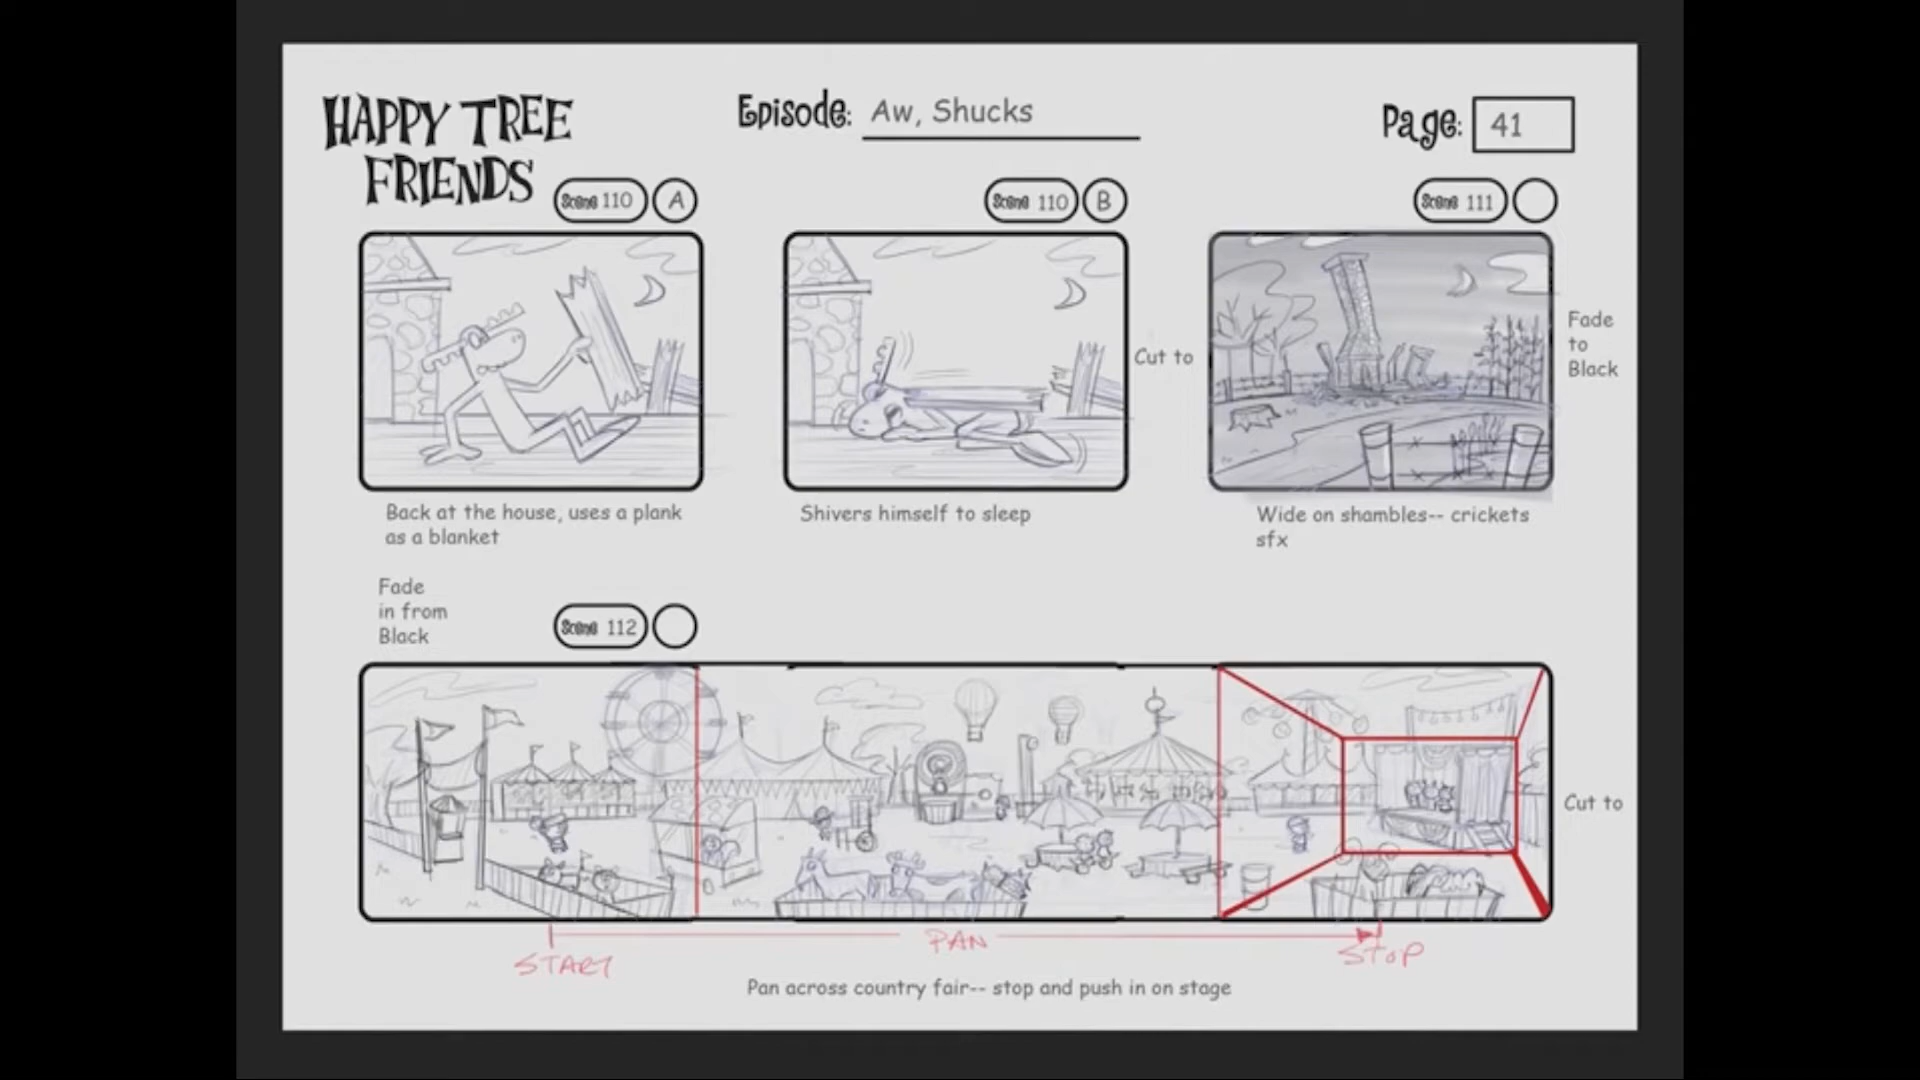 HAPPY TREE
FRIENDS
Episode: Aw, Shucks
Page: 41
Scene 110 A
Scene 110 B
Scene 111
Cut to
Fade
to
Black
Back at the house, uses a plank
as a blanket
Shivers himself to sleep
Wide on shambles-- crickets
sfx
Fade
in from
Black
Scene 112
Cut to
START
PAN
STOP
Pan across country fair-- stop and push in on stage